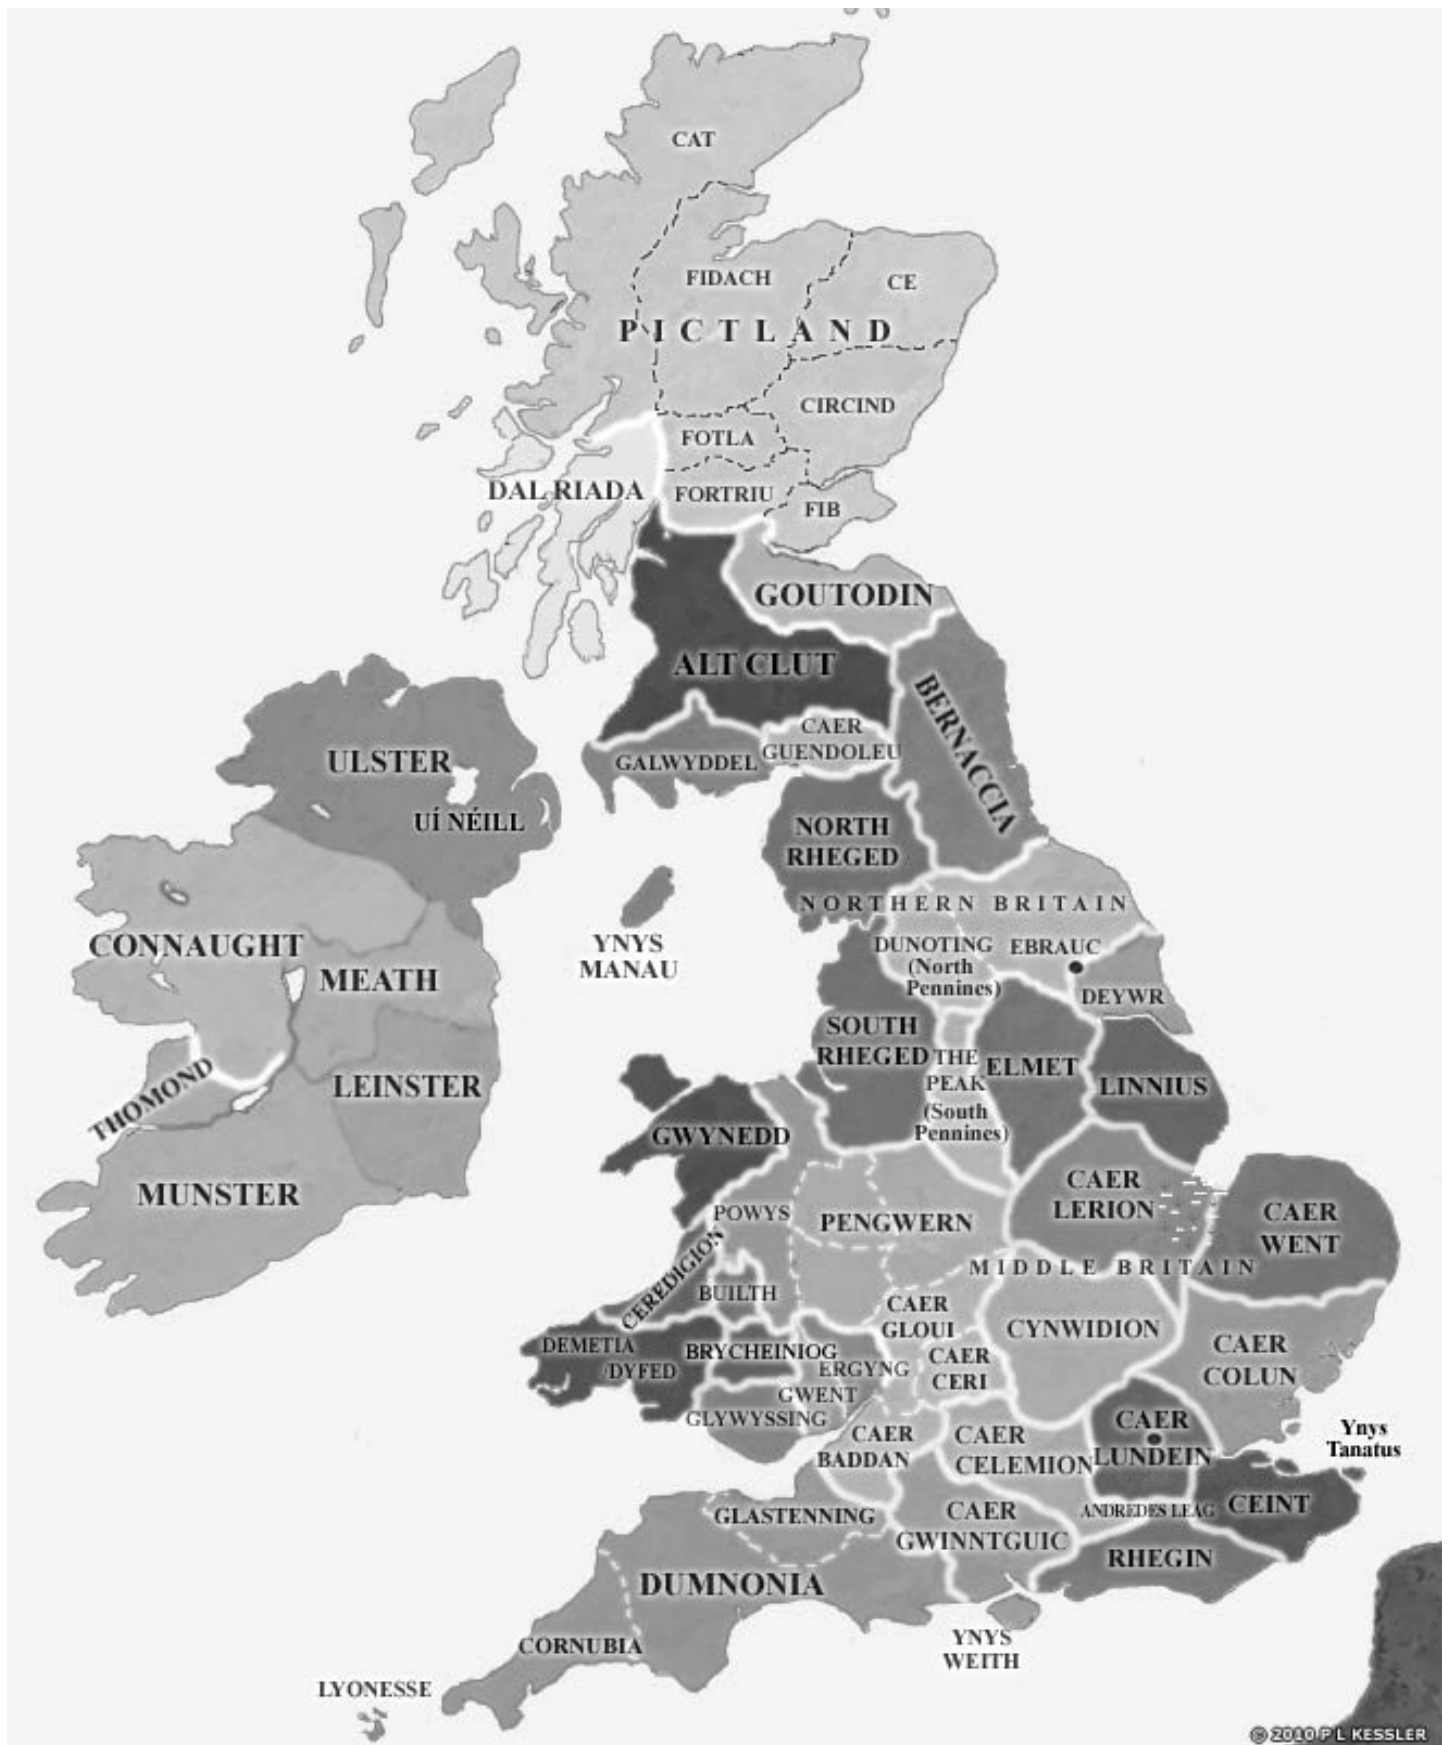 CAT
FIDACH
CE
PICTLAND
CIRCIND
FOTLA
DAL RIADA
FORTRIU
FIB
GOUTODIN
ALT CLUT
BERNACCIA
CAER
GUENDOLEU
GALWYDDEL
ULSTER
UÍ NÉILL
NORTH
RHEGED
NORTHERN BRITAIN
CONNAUGHT
MEATH
YNYS
MANAU
DUNOTING
(North
Pennines)
EBRAUC
DEYWR
SOUTH
RHEGED
THE
PEAK
(South
Pennines)
ELMET
LINNIUS
THOMOND
LEINSTER
GWYNEDD
MUNSTER
POWYS
PENGWERN
CAER
LERION
CAER
WENT
MIDDLE BRITAIN
CEREDIGION
BUILTH
CAER
GLOUI
CYNWIDION
CAER
COLUN
DEMETIA
/DYFED
BRYCHEINIOG
ERGYNG
GWENT
GLYWYSSING
CAER
CERI
CAER
BADDAN
CAER
CELEMION
CAER
LUNDEIN
Ynys
Tanatus
GLASTENNING
CAER
GWINNTGUIC
ANDREDES LEAG
CEINT
RHEGIN
DUMNONIA
CORNUBIA
YNYS
WEITH
LYONESSE
© 2010 P L KESSLER